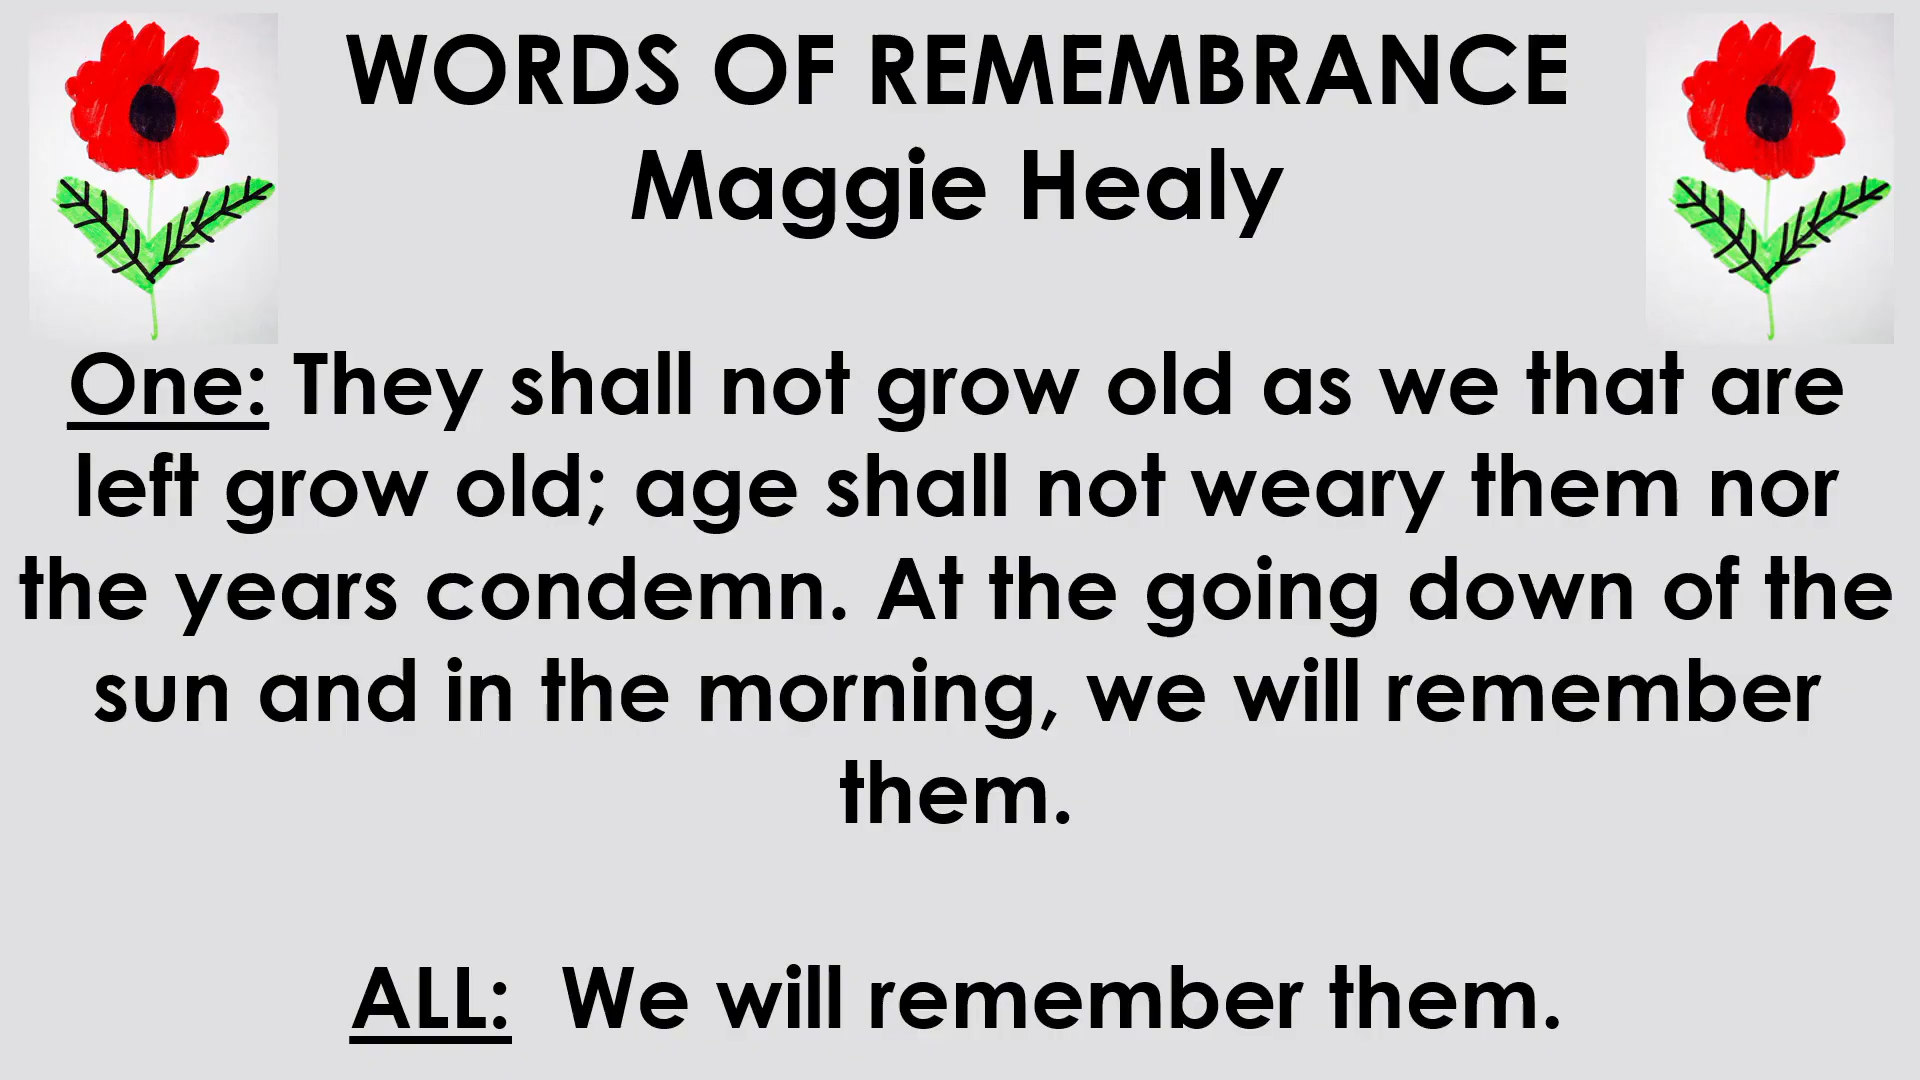 WORDS OF REMEMBRANCE
Maggie Healy
One: They shall not grow old as we that are
left grow old; age shall not weary them nor
the years condemn. At the going down of the
sun and in the morning, we will remember
them.
ALL:  We will remember them.